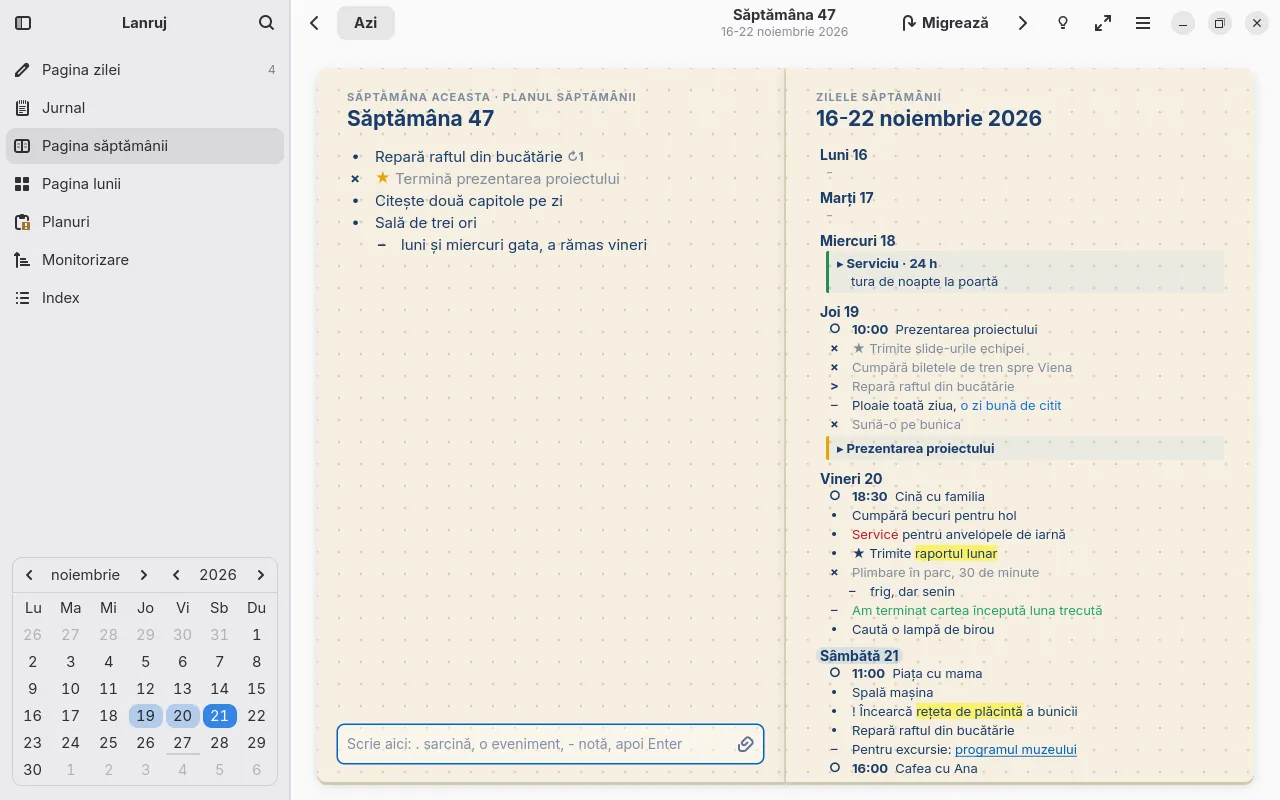 Lanruj
Azi
Săptămâna 47
16-22 noiembrie 2026
Migrează
Pagina zilei 4
Jurnal
Pagina săptămânii
Pagina lunii
Planuri
Monitorizare
Index
noiembrie 2026
Lu Ma Mi Jo Vi Sb Du
26 27 28 29 30 31 1
2 3 4 5 6 7 8
9 10 11 12 13 14 15
16 17 18 19 20 21 22
23 24 25 26 27 28 29
30 1 2 3 4 5 6
SĂPTĂMÂNA ACEASTA · PLANUL SĂPTĂMÂNII
Săptămâna 47
• Repară raftul din bucătărie ↻1
× ★ Termină prezentarea proiectului
• Citește două capitole pe zi
• Sală de trei ori
– luni și miercuri gata, a rămas vineri
Scrie aici: . sarcină, o eveniment, - notă, apoi Enter
ZILELE SĂPTĂMÂNII
16-22 noiembrie 2026
Luni 16
–
Marți 17
–
Miercuri 18
▸ Serviciu · 24 h
tura de noapte la poartă
Joi 19
O 10:00 Prezentarea proiectului
× ★ Trimite slide-urile echipei
× Cumpără biletele de tren spre Viena
> Repară raftul din bucătărie
– Ploaie toată ziua, o zi bună de citit
× Sună-o pe bunica
▸ Prezentarea proiectului
Vineri 20
O 18:30 Cină cu familia
• Cumpără becuri pentru hol
• Service pentru anvelopele de iarnă
• ★ Trimite raportul lunar
× Plimbare în parc, 30 de minute
– frig, dar senin
– Am terminat cartea începută luna trecută
• Caută o lampă de birou
Sâmbătă 21
O 11:00 Piața cu mama
• Spală mașina
• ! Încearcă rețeta de plăcintă a bunicii
• Repară raftul din bucătărie
– Pentru excursie: programul muzeului
O 16:00 Cafea cu Ana